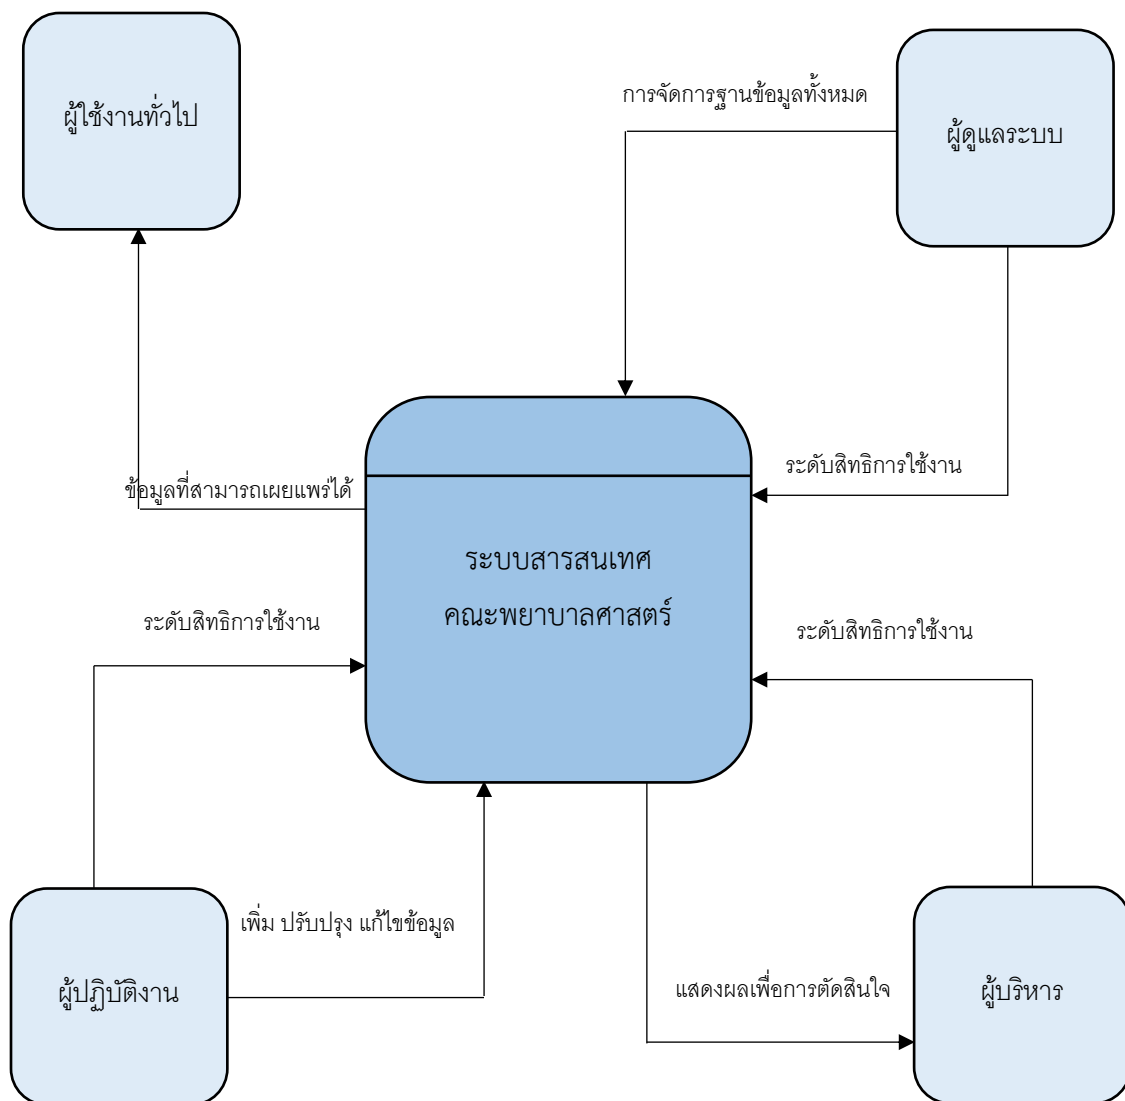 ผู้ใช้งานทั่วไป
การจัดการฐานข้อมูลทั้งหมด
ผู้ดูแลระบบ
ข้อมูลที่สามารถเผยแพร่ได้
ระดับสิทธิการใช้งาน
ระบบสารสนเทศ
คณะพยาบาลศาสตร์
ระดับสิทธิการใช้งาน
ระดับสิทธิการใช้งาน
เพิ่ม ปรับปรุง แก้ไขข้อมูล
ผู้ปฏิบัติงาน
แสดงผลเพื่อการตัดสินใจ
ผู้บริหาร